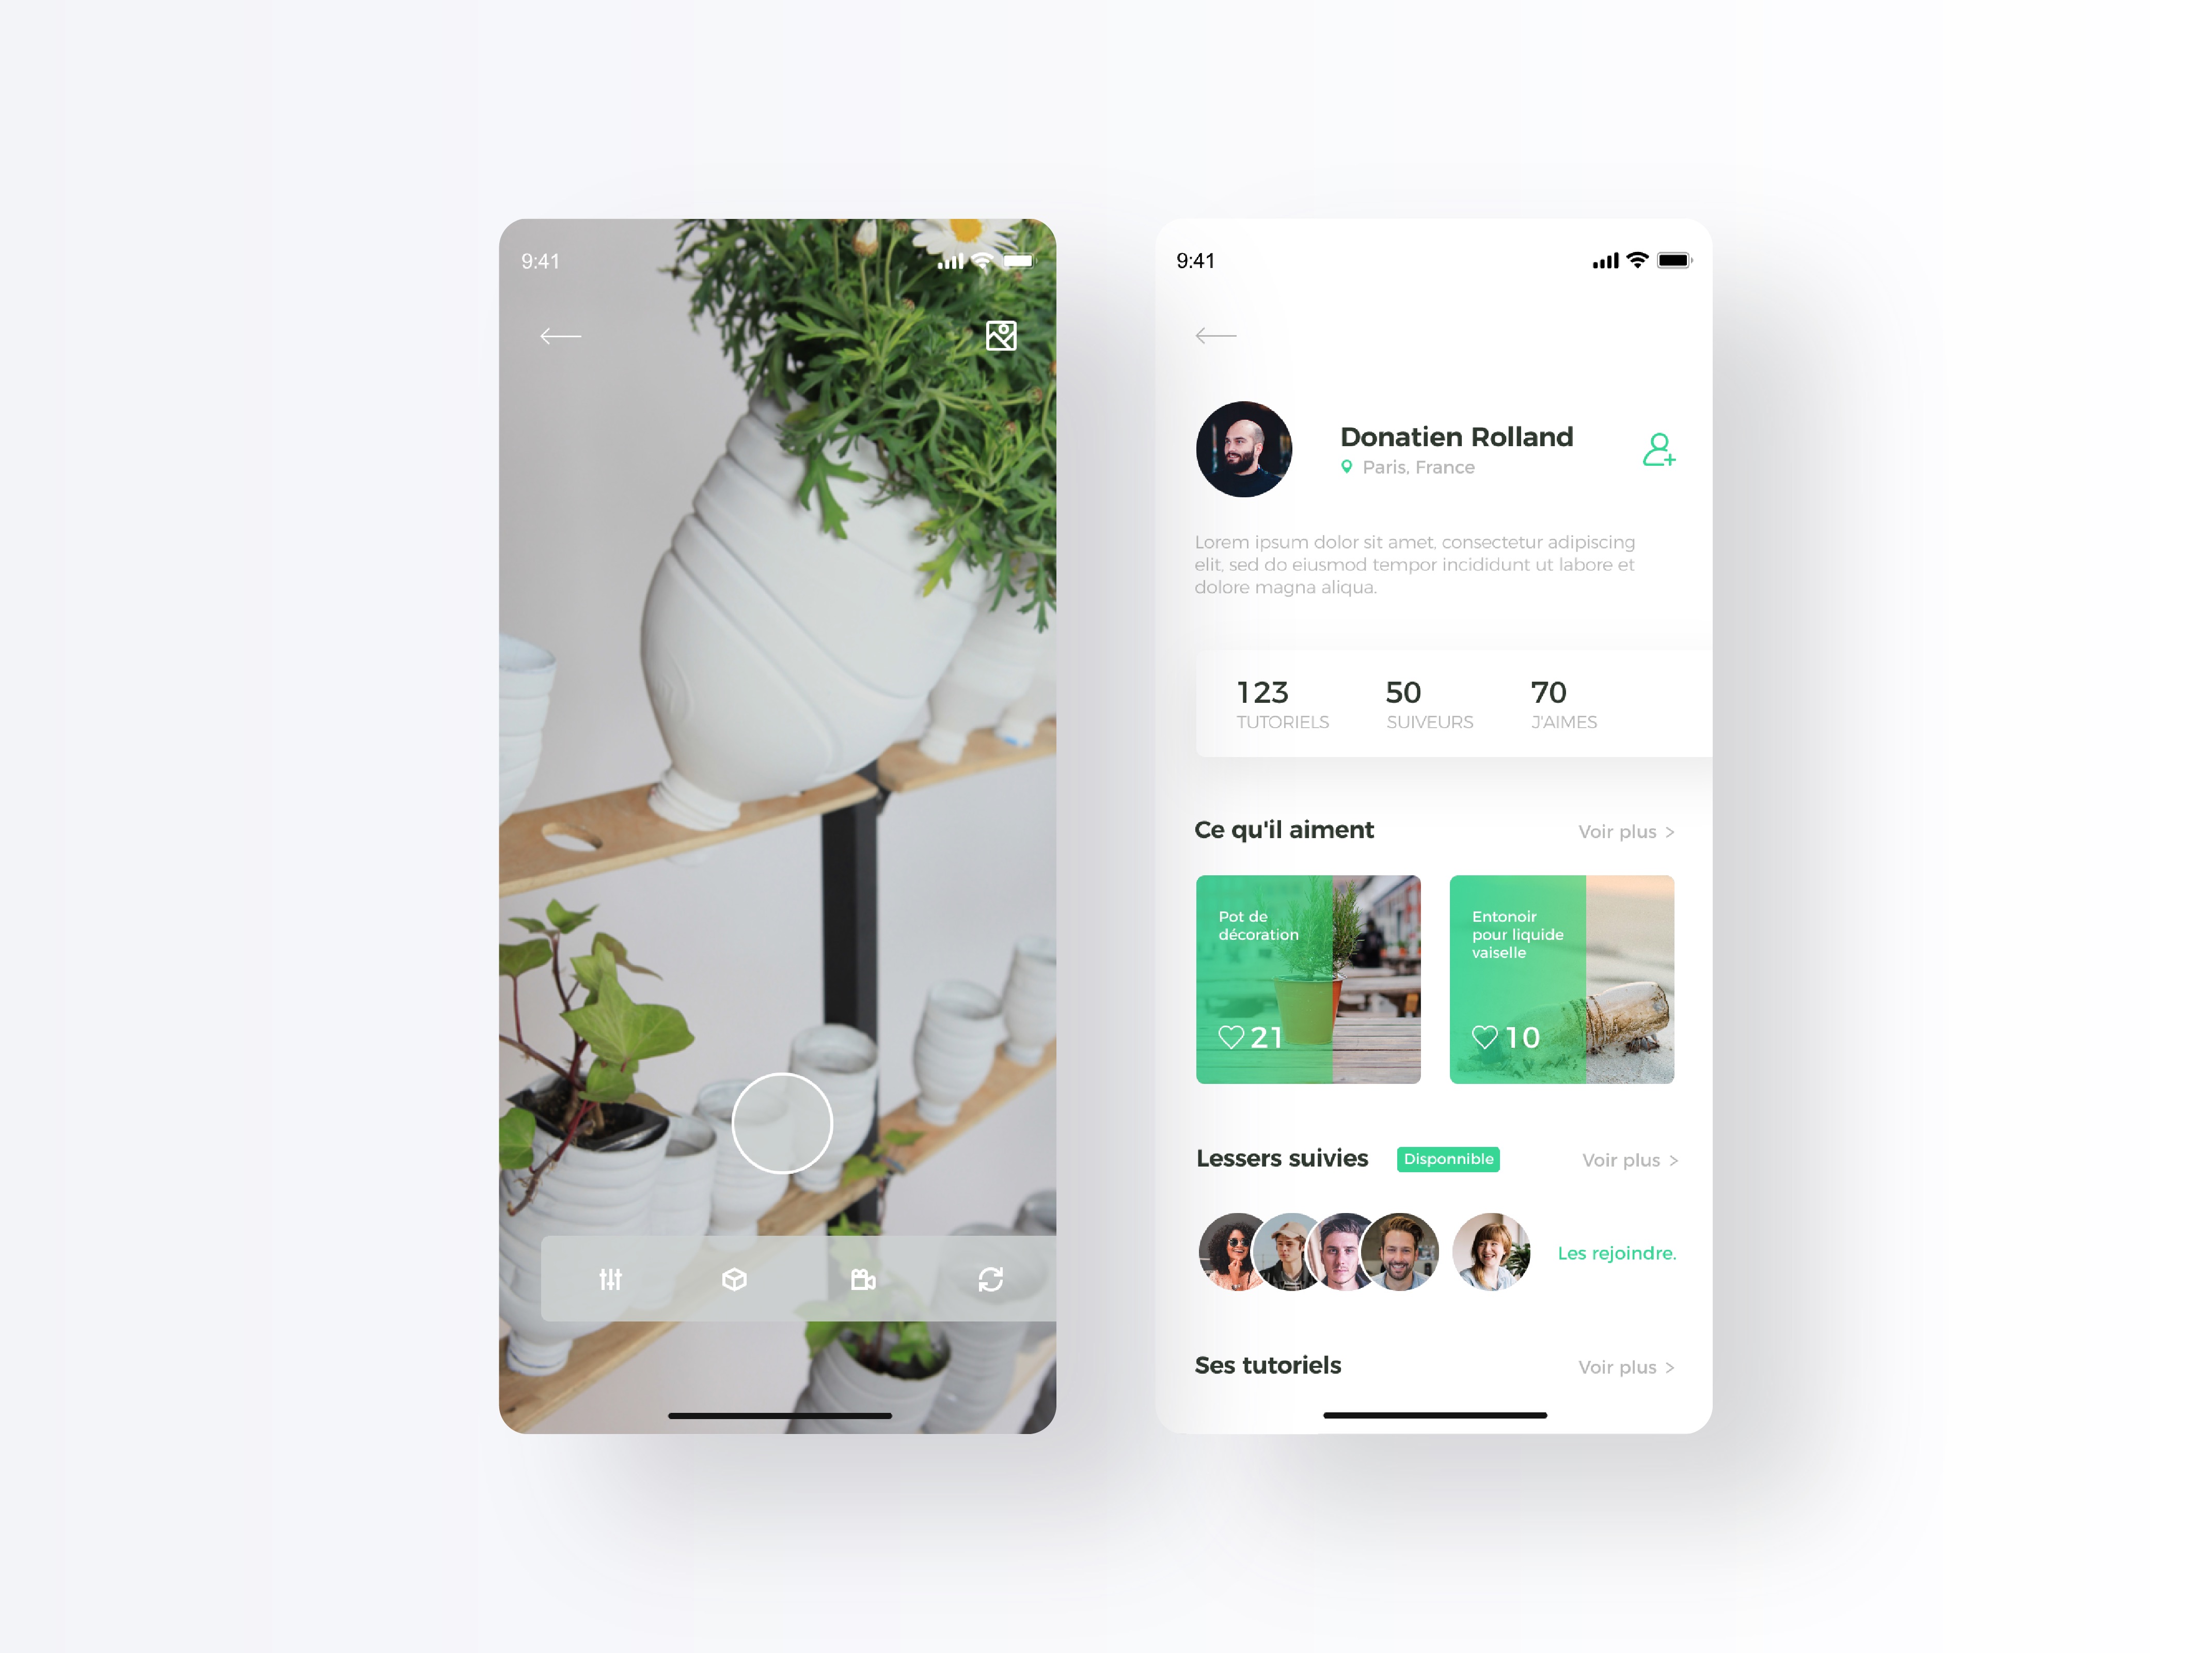 9:41
9:41
Donatien Rolland
Paris, France
Lorem ipsum dolor sit amet, consectetur adipiscing
elit, sed do eiusmod tempor incididunt ut labore et
dolore magna aliqua.
123
TUTORIELS
50
SUIVEURS
70
J'AIMES
Ce qu'il aiment
Voir plus >
Pot de
décoration
21
Entonoir
pour liquide
vaiselle
10
Lessers suivies
Disponnible
Voir plus >
Les rejoindre.
Ses tutoriels
Voir plus >